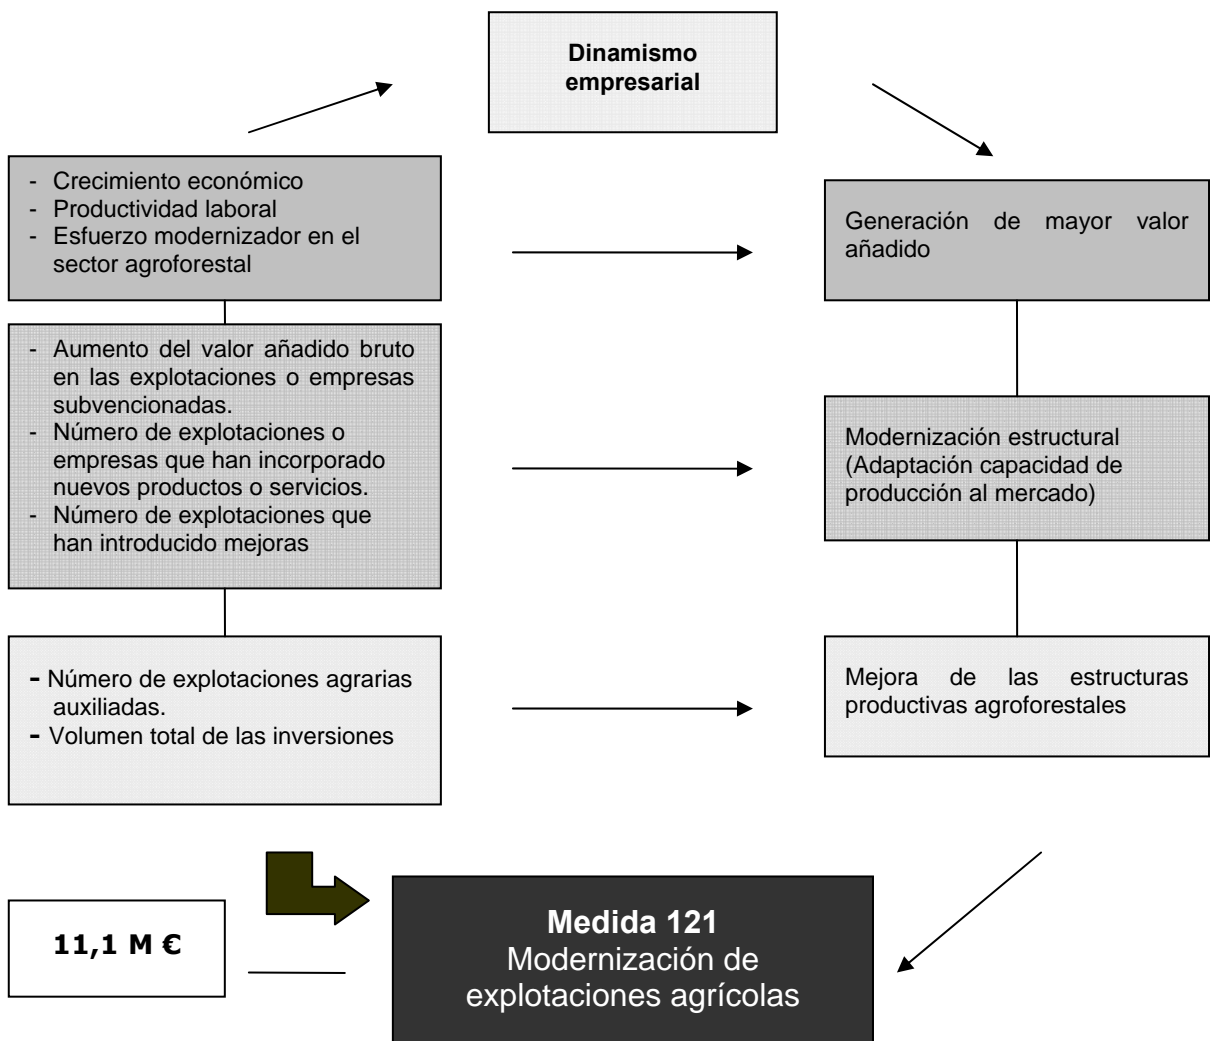 Dinamismo
empresarial
- Crecimiento económico
- Productividad laboral
- Esfuerzo modernizador en el
sector agroforestal
Generación de mayor valor
añadido
- Aumento del valor añadido bruto
en las explotaciones o empresas
subvencionadas.
- Número de explotaciones o
empresas que han incorporado
nuevos productos o servicios.
- Número de explotaciones que
han introducido mejoras
Modernización estructural
(Adaptación capacidad de
producción al mercado)
- Número de explotaciones agrarias
auxiliadas.
- Volumen total de las inversiones
Mejora de las estructuras
productivas agroforestales
11,1 M €
Medida 121
Modernización de
explotaciones agrícolas